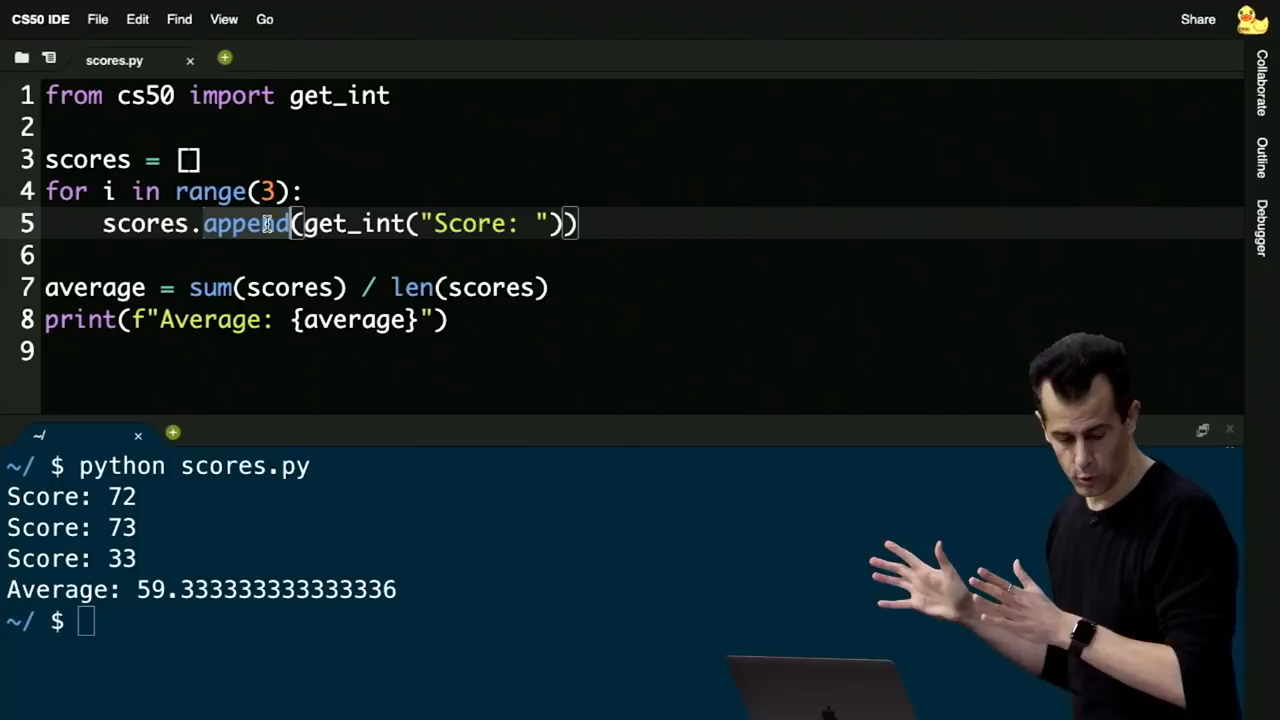 CS50 IDE File Edit Find View Go Share
scores.py
1 from cs50 import get_int
2
3 scores = []
4 for i in range(3):
5 scores.append(get_int("Score: "))
6
7 average = sum(scores) / len(scores)
8 print(f"Average: {average}")
9
Collaborate
Outline
Debugger
~/
~/ $ python scores.py
Score: 72
Score: 73
Score: 33
Average: 59.333333333333336
~/ $